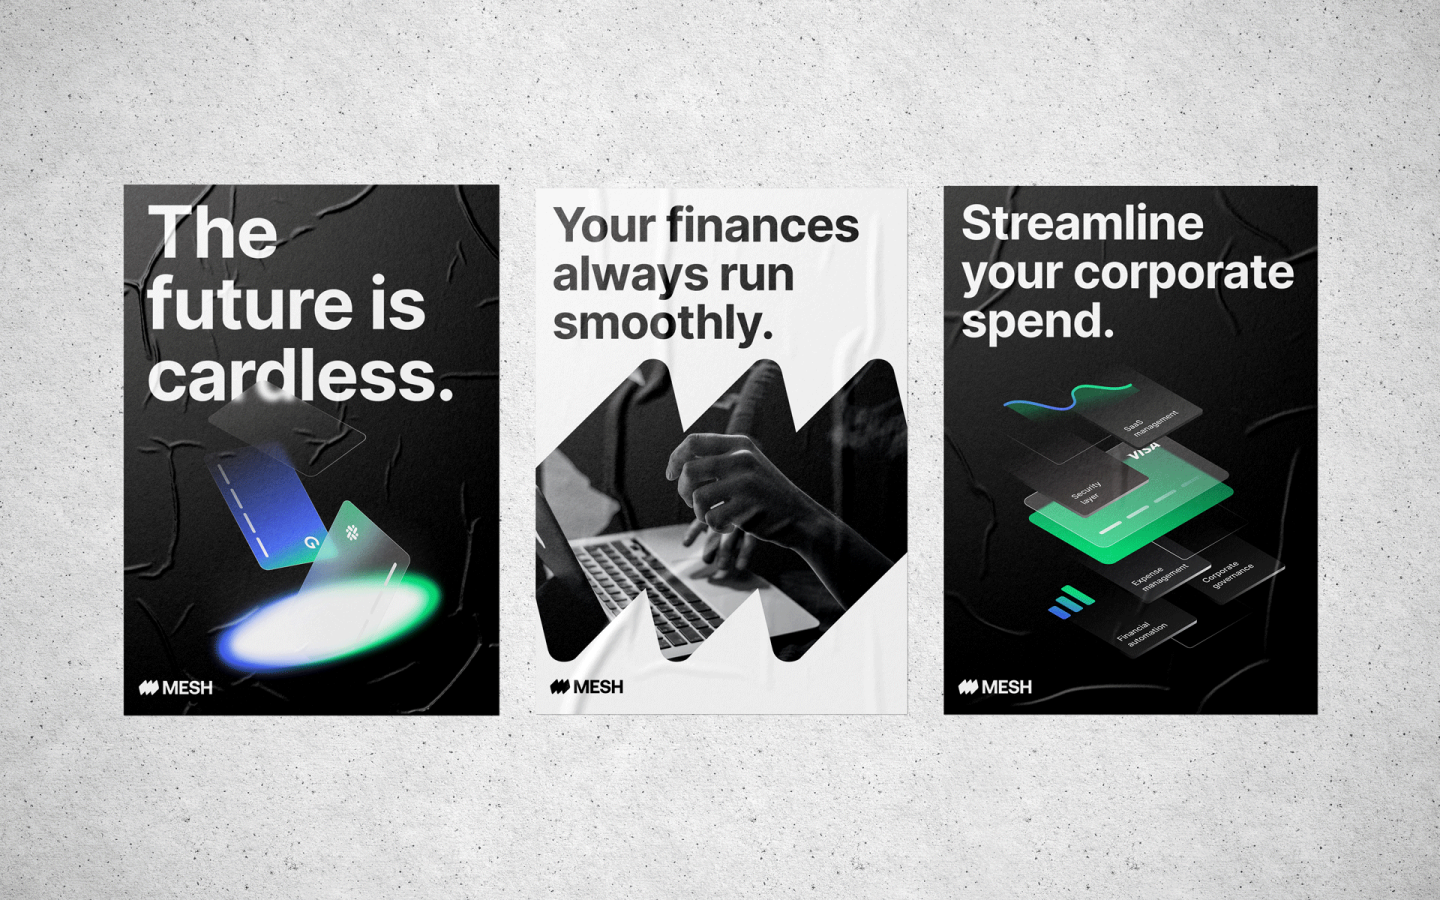 The
future is
cardless.
G
MESH
Your finances
always run
smoothly.
MESH
Streamline
your corporate
spend.
SaaS
management
VISA
Security
layer
Expense
management
Corporate
governance
Financial
automation
MESH